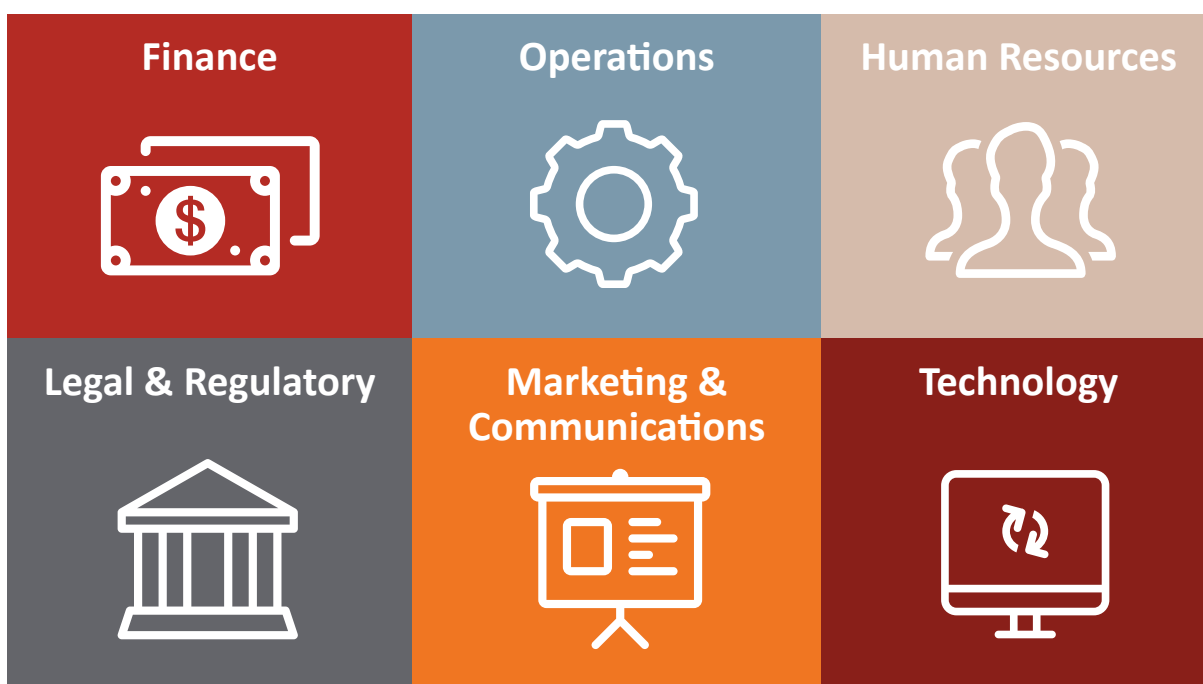 Finance
Operations
Human Resources
$
Legal & Regulatory
Marketing &
Communications
Technology